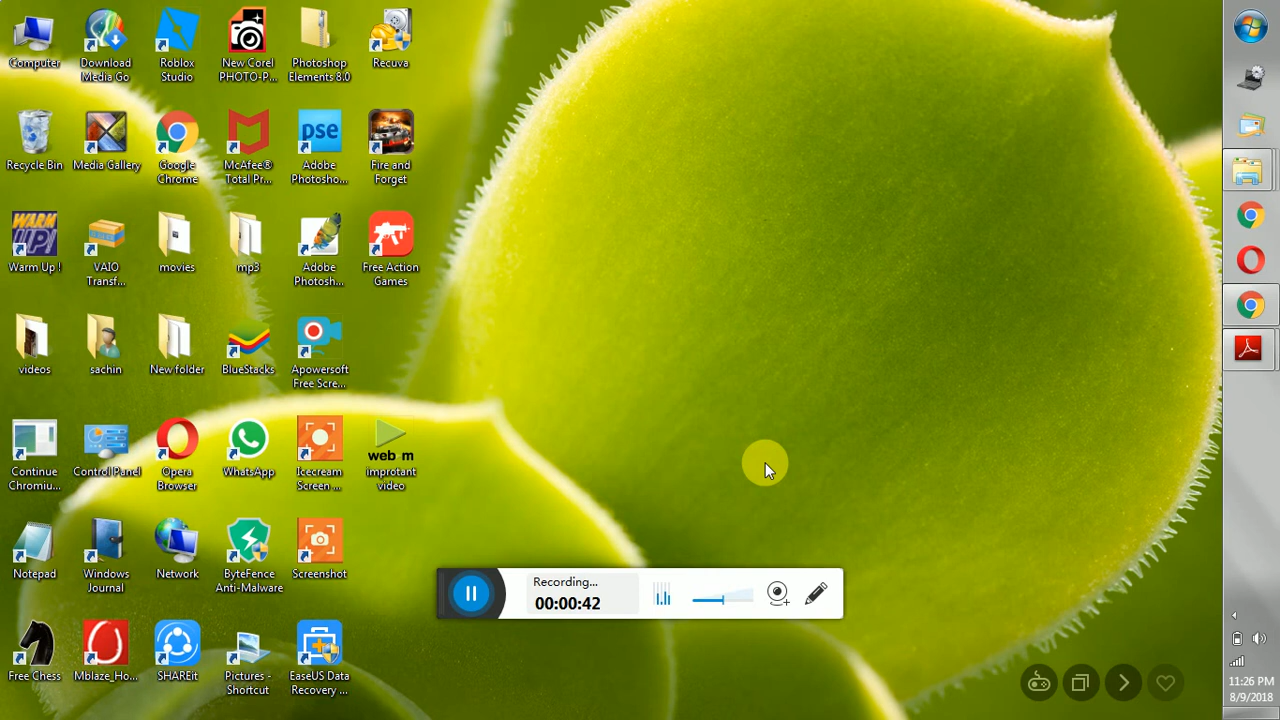 Computer
Download
Media Go
Roblox
Studio
New Corel
PHOTO-P...
Photoshop
Elements 8.0
Recuva
Recycle Bin
Media Gallery
Google
Chrome
McAfee®
Total Pr...
pse
Adobe
Photosho...
Fire and
Forget
WARM
UP!
Warm Up !
VAIO
Transf...
movies
mp3
Adobe
Photosh...
Free Action
Games
videos
sachin
New folder
BlueStacks
Apowersoft
Free Scre...
Continue
Chromiu...
Control Panel
Opera
Browser
WhatsApp
Icecream
Screen ...
web m
improtant
video
Notepad
Windows
Journal
Network
ByteFence
Anti-Malware
Screenshot
Free Chess
Mblaze_Ho...
SHAREit
Pictures -
Shortcut
EaseUS Data
Recovery ...
Recording...
00:00:42
11:26 PM
8/9/2018